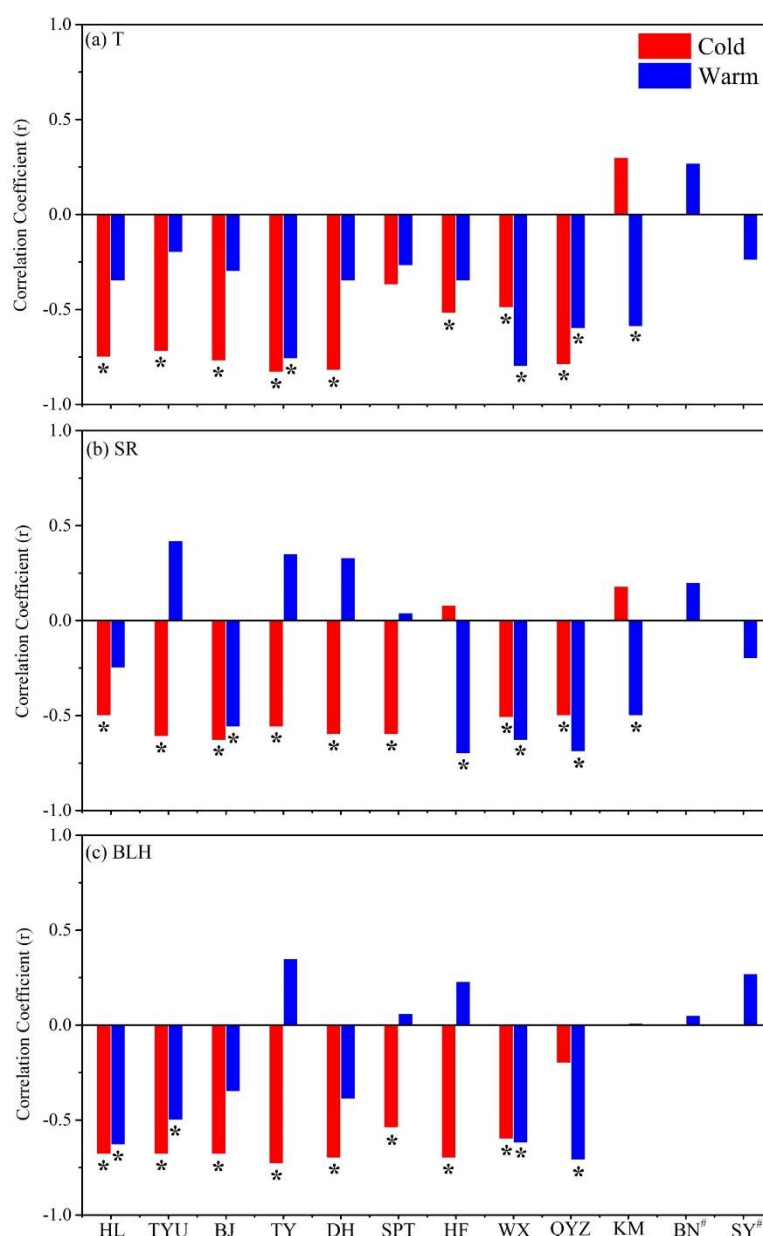 (a) T
Cold
Warm
1.0
0.5
0.0
-0.5
-1.0
Correlation Coefficient (r)
* * * * * * * * * * *
(b) SR
1.0
0.5
0.0
-0.5
-1.0
Correlation Coefficient (r)
* * * * * * * * * * * * *
(c) BLH
1.0
0.5
0.0
-0.5
-1.0
Correlation Coefficient (r)
* * * * * * * * * * * *
HL TYU BJ TY DH SPT HF WX QYZ KM BN# SY#